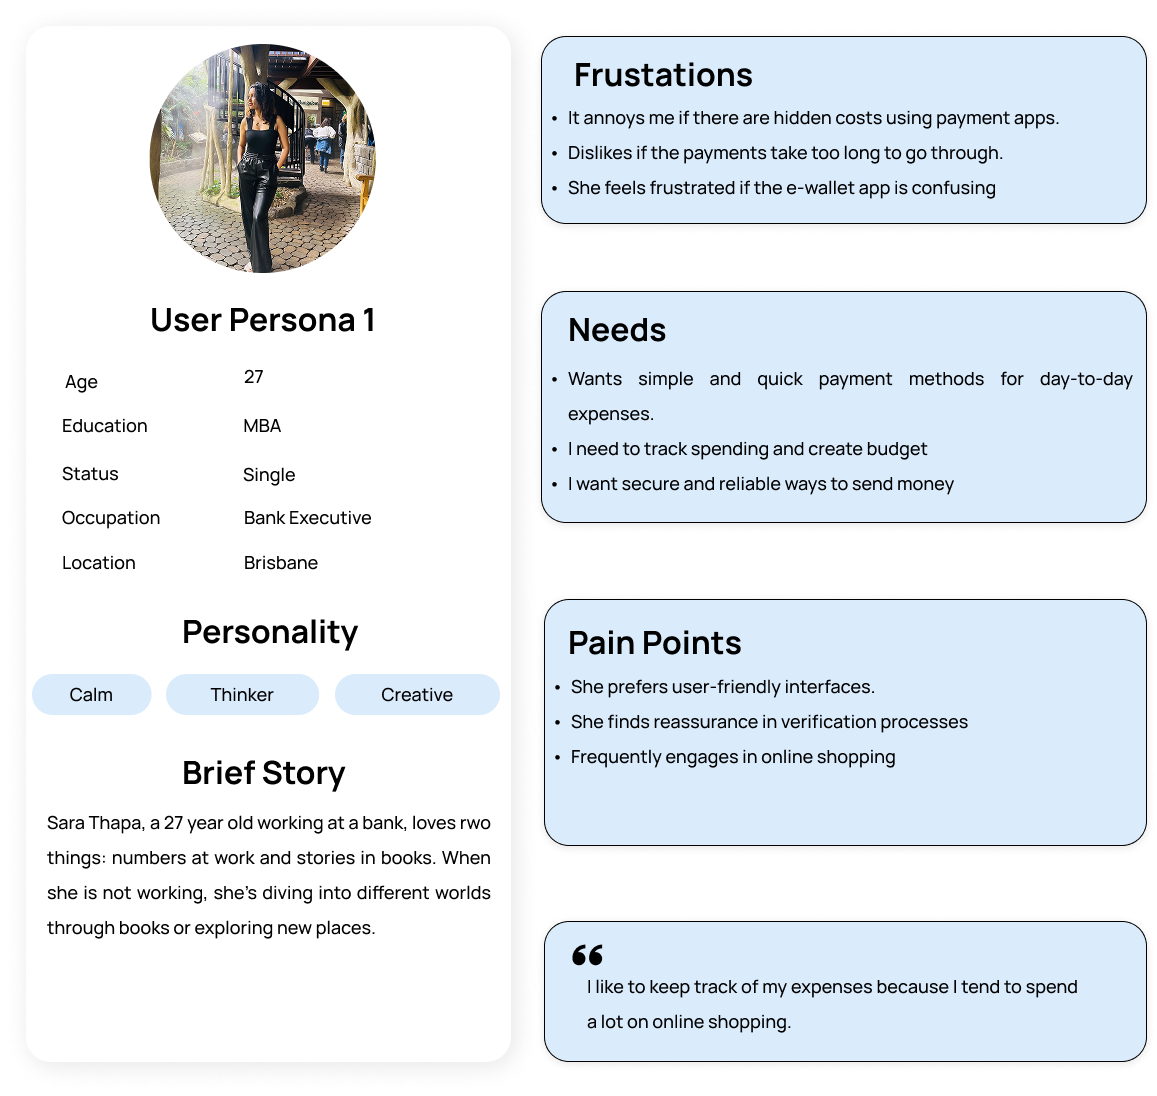 User Persona 1
Age 27
Education MBA
Status Single
Occupation Bank Executive
Location Brisbane
Personality
Calm Thinker Creative
Brief Story
Sara Thapa, a 27 year old working at a bank, loves rwo
things: numbers at work and stories in books. When
she is not working, she's diving into different worlds
through books or exploring new places.
Frustations
• It annoys me if there are hidden costs using payment apps.
• Dislikes if the payments take too long to go through.
• She feels frustrated if the e-wallet app is confusing
Needs
• Wants simple and quick payment methods for day-to-day
expenses.
• I need to track spending and create budget
• I want secure and reliable ways to send money
Pain Points
• She prefers user-friendly interfaces.
• She finds reassurance in verification processes
• Frequently engages in online shopping
“
I like to keep track of my expenses because I tend to spend
a lot on online shopping.